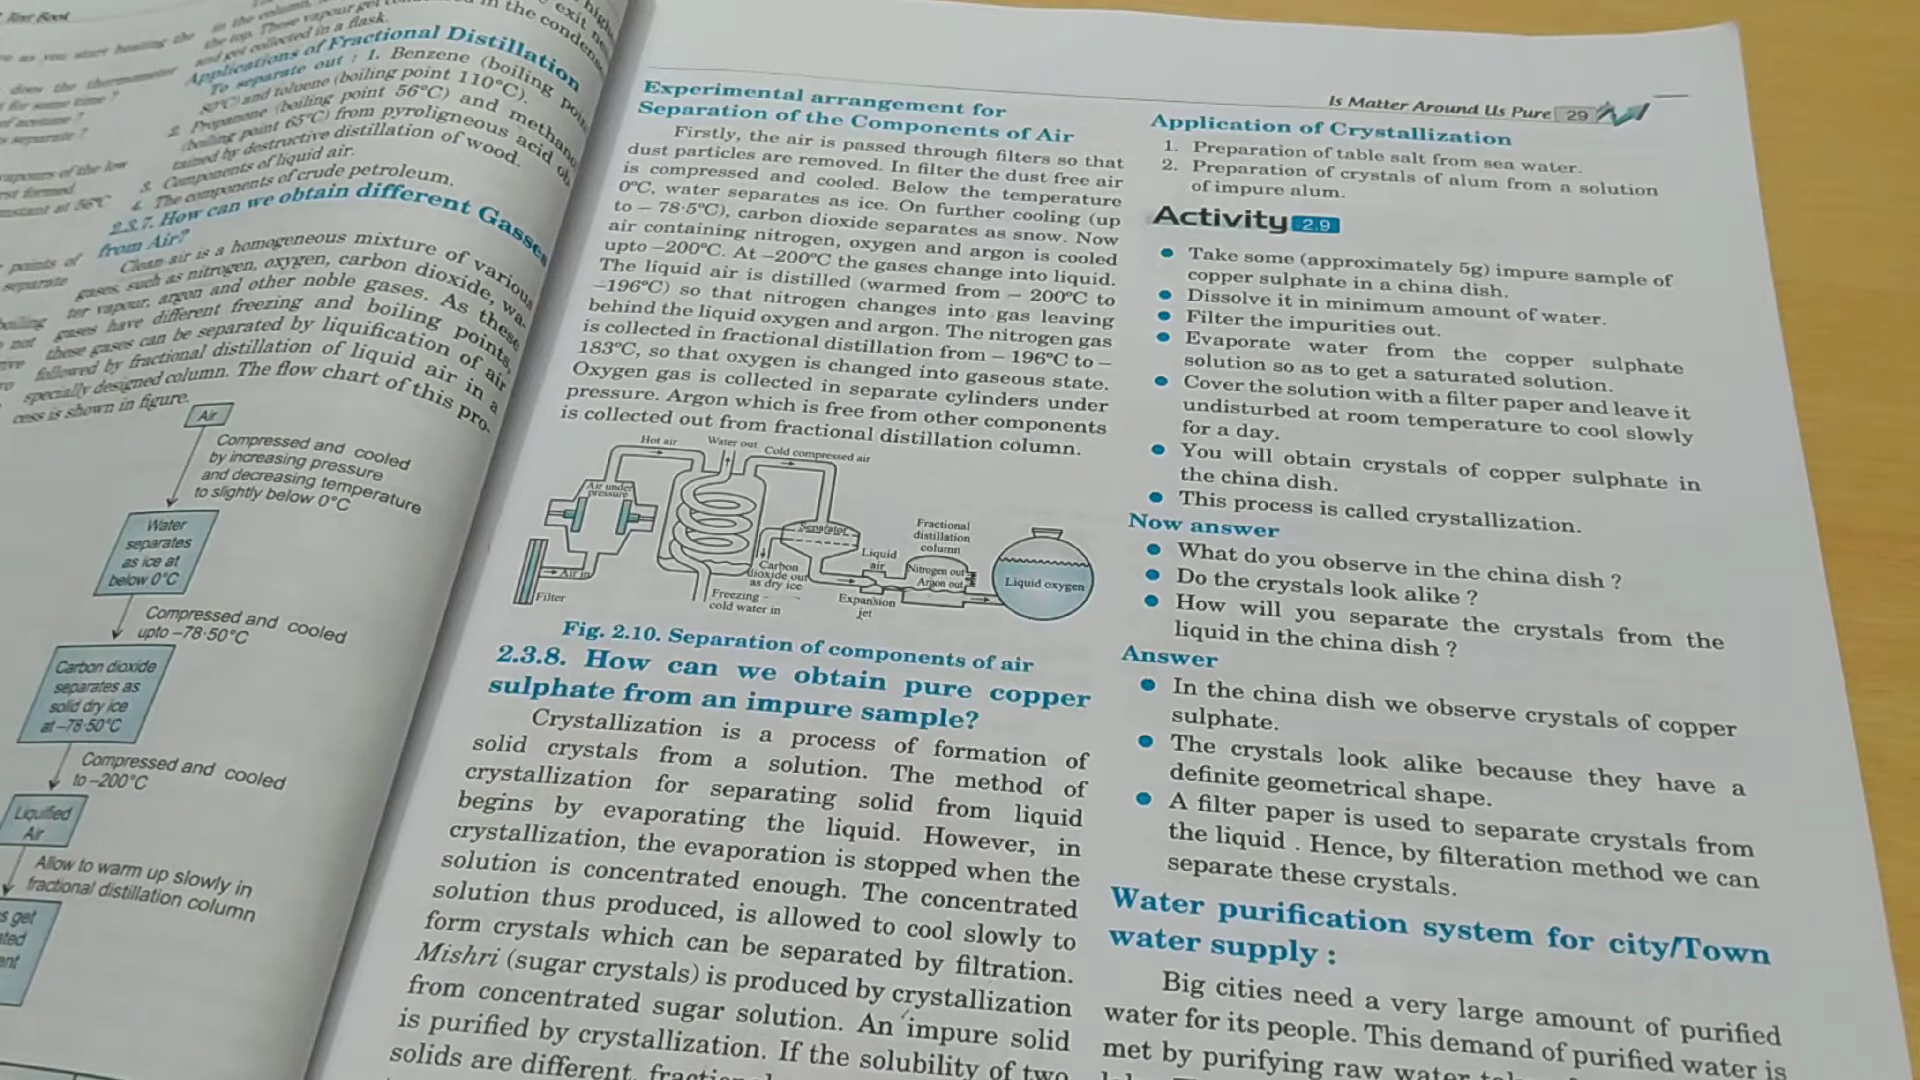 Text Book
in the column.
the top. These vapour get
and get collected in a flask.
Applications of Fractional Distillation
To separate out : 1. Benzene (boiling
80°C) and toluene (boiling point 110°C).
2. Propanone (boiling point 56°C) and
(boiling point 65°C) from pyroligneous acid
tained by destructive distillation of wood.
3. Components of liquid air.
4. The components of crude petroleum.
2.3.7. How can we obtain different Gasses
from Air?
Clean air is a homogeneous mixture of various
gases, such as nitrogen, oxygen, carbon dioxide, wa-
ter vapour, argon and other noble gases. As these
gases have different freezing and boiling points,
these gases can be separated by liquification of air
followed by fractional distillation of liquid air in a
specially designed column. The flow chart of this pro-
cess is shown in figure.
Air
Compressed and cooled
by increasing pressure
and decreasing temperature
to slightly below 0°C
Water
separates
as ice at
below 0°C
Compressed and cooled
upto –78·50°C
Carbon dioxide
separates as
solid dry ice
at –78·50°C
Compressed and cooled
to –200°C
Liquified
Air
Allow to warm up slowly in
fractional distillation column
Is Matter Around Us Pure 29
Experimental arrangement for
Separation of the Components of Air
Firstly, the air is passed through filters so that
dust particles are removed. In filter the dust free air
is compressed and cooled. Below the temperature
0°C, water separates as ice. On further cooling (up
to – 78·5°C), carbon dioxide separates as snow. Now
air containing nitrogen, oxygen and argon is cooled
upto –200°C. At –200°C the gases change into liquid.
The liquid air is distilled (warmed from – 200°C to
–196°C) so that nitrogen changes into gas leaving
behind the liquid oxygen and argon. The nitrogen gas
is collected in fractional distillation from – 196°C to –
183°C, so that oxygen is changed into gaseous state.
Oxygen gas is collected in separate cylinders under
pressure. Argon which is free from other components
is collected out from fractional distillation column.
Hot air
Water out
Cold compressed air
Air under
pressure
Separator
Fractional
distillation
column
Liquid
air
Nitrogen out
Argon out
Liquid oxygen
Carbon
dioxide out
as dry ice
Air in
Filter
Freezing
cold water in
Expansion
jet
Fig. 2.10. Separation of components of air
2.3.8. How can we obtain pure copper
sulphate from an impure sample?
Crystallization is a process of formation of
solid crystals from a solution. The method of
crystallization for separating solid from liquid
begins by evaporating the liquid. However, in
crystallization, the evaporation is stopped when the
solution is concentrated enough. The concentrated
solution thus produced, is allowed to cool slowly to
form crystals which can be separated by filtration.
Mishri (sugar crystals) is produced by crystallization
from concentrated sugar solution. An impure solid
is purified by crystallization. If the solubility of two
solids are different,
Application of Crystallization
1. Preparation of table salt from sea water.
2. Preparation of crystals of alum from a solution
of impure alum.
Activity 2.9
● Take some (approximately 5g) impure sample of
copper sulphate in a china dish.
● Dissolve it in minimum amount of water.
● Filter the impurities out.
● Evaporate water from the copper sulphate
solution so as to get a saturated solution.
● Cover the solution with a filter paper and leave it
undisturbed at room temperature to cool slowly
for a day.
● You will obtain crystals of copper sulphate in
the china dish.
● This process is called crystallization.
Now answer
● What do you observe in the china dish ?
● Do the crystals look alike ?
● How will you separate the crystals from the
liquid in the china dish ?
Answer
● In the china dish we observe crystals of copper
sulphate.
● The crystals look alike because they have a
definite geometrical shape.
● A filter paper is used to separate crystals from
the liquid . Hence, by filteration method we can
separate these crystals.
Water purification system for city/Town
water supply :
Big cities need a very large amount of purified
water for its people. This demand of purified water is
met by purifying raw water